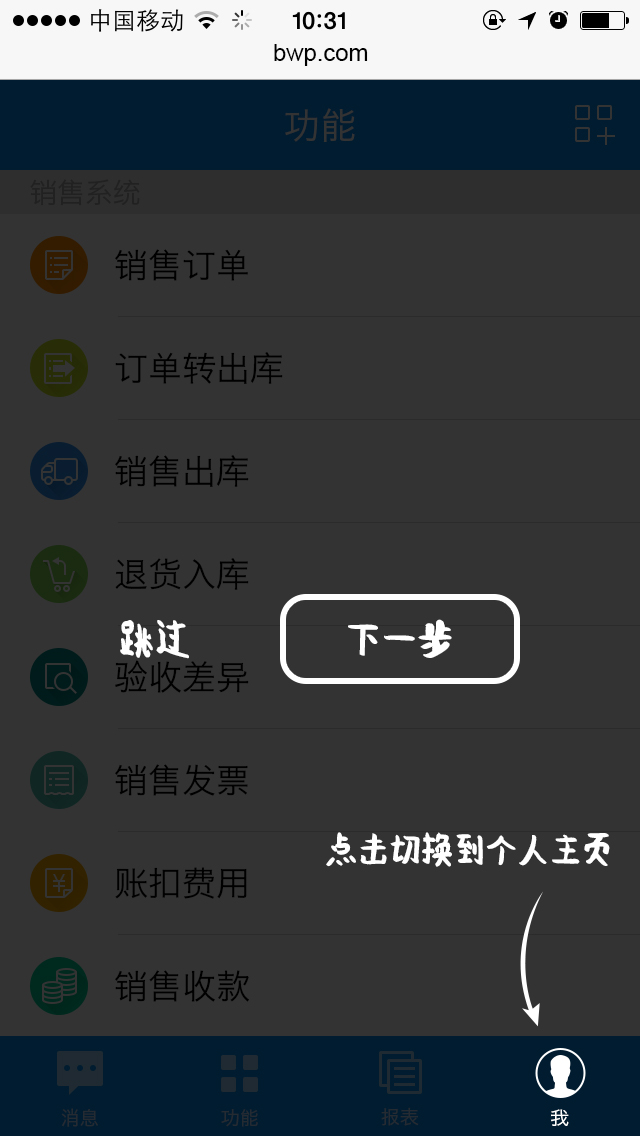 中国移动 10:31
bwp.com
功能
销售系统
销售订单
订单转出库
销售出库
退货入库
跳过 下一步
验收差异
销售发票
点击切换到个人主页
账扣费用
销售收款
消息 功能 报表 我